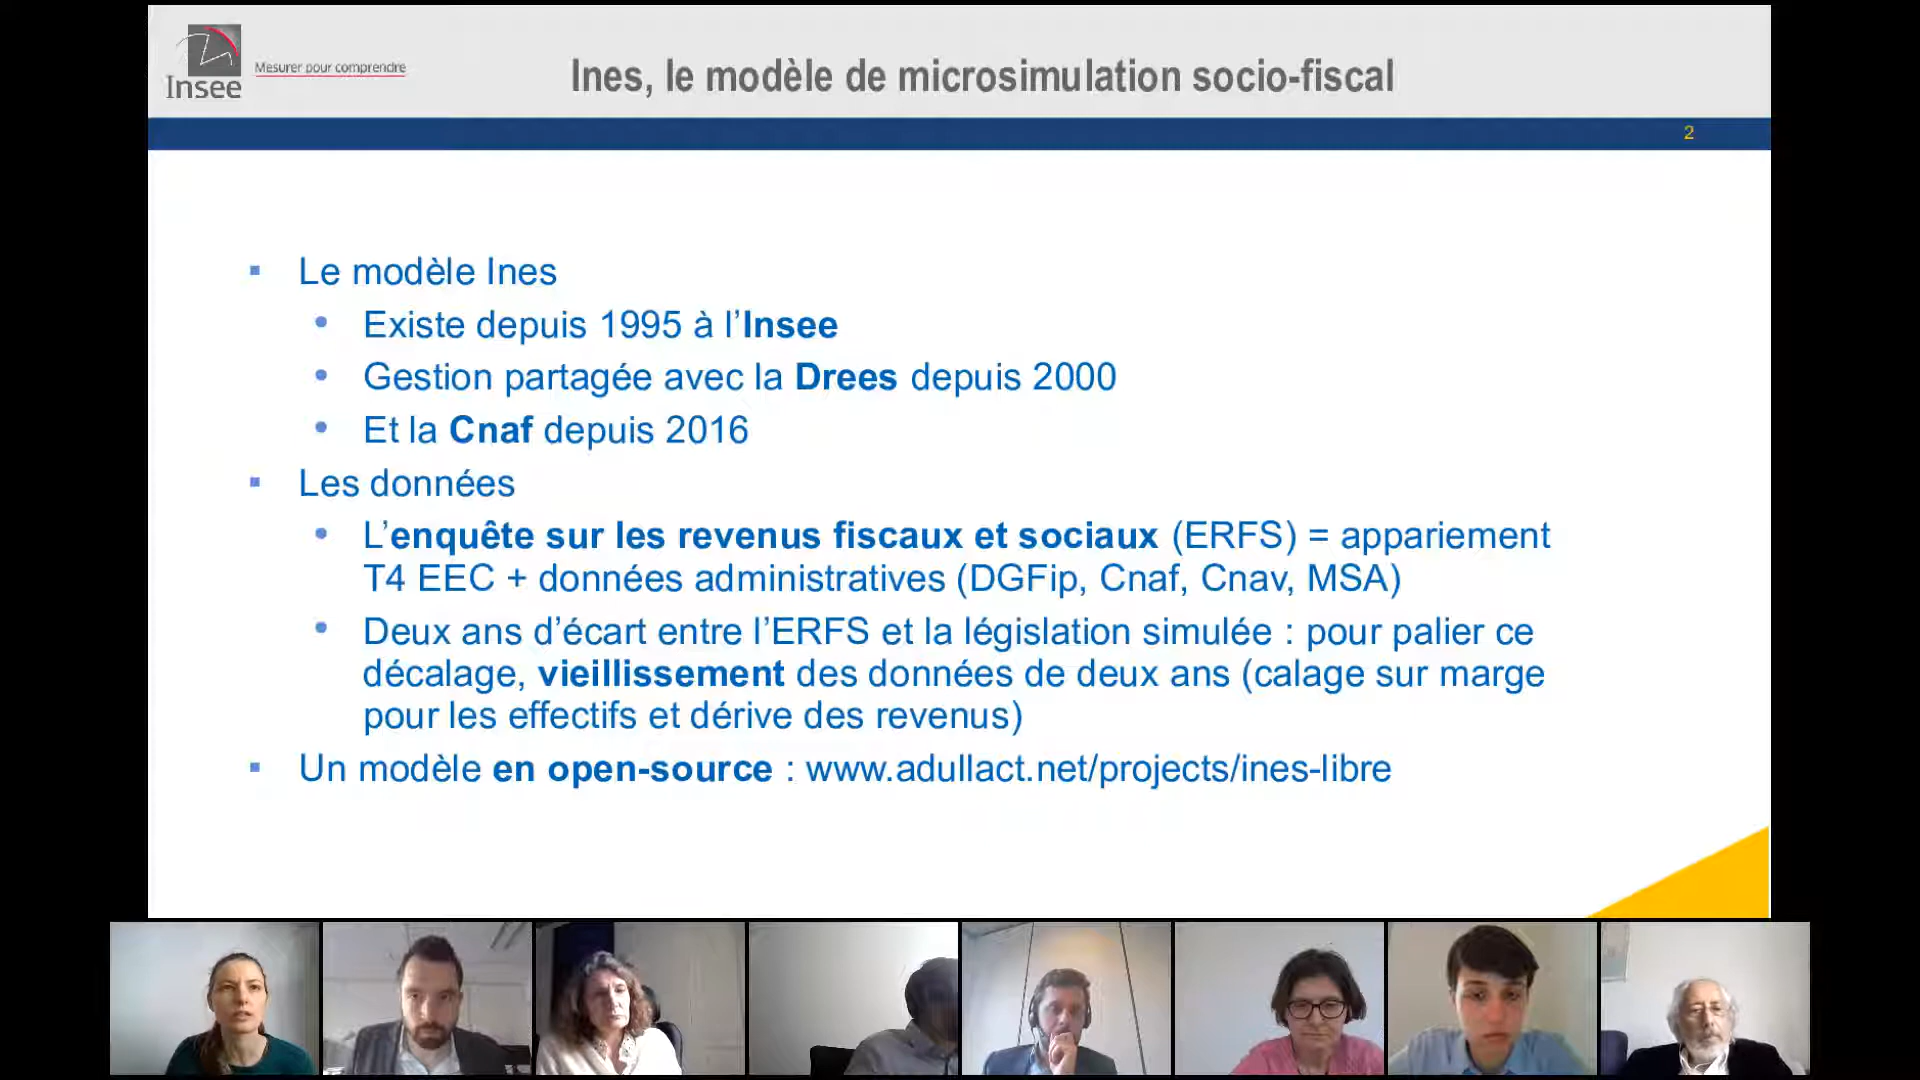 Insee
Mesurer pour comprendre
Ines, le modèle de microsimulation socio-fiscal
2
Le modèle Ines
Existe depuis 1995 à l’Insee
Gestion partagée avec la Drees depuis 2000
Et la Cnaf depuis 2016
Les données
L’enquête sur les revenus fiscaux et sociaux (ERFS) = appariement
T4 EEC + données administratives (DGFip, Cnaf, Cnav, MSA)
Deux ans d’écart entre l’ERFS et la législation simulée : pour palier ce
décalage, vieillissement des données de deux ans (calage sur marge
pour les effectifs et dérive des revenus)
Un modèle en open-source : www.adullact.net/projects/ines-libre